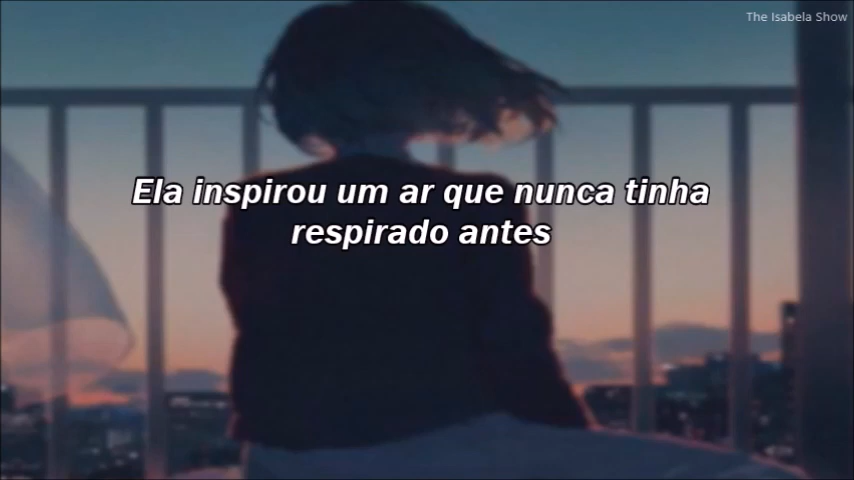 The Isabela Show
Ela inspirou um ar que nunca tinha
respirado antes